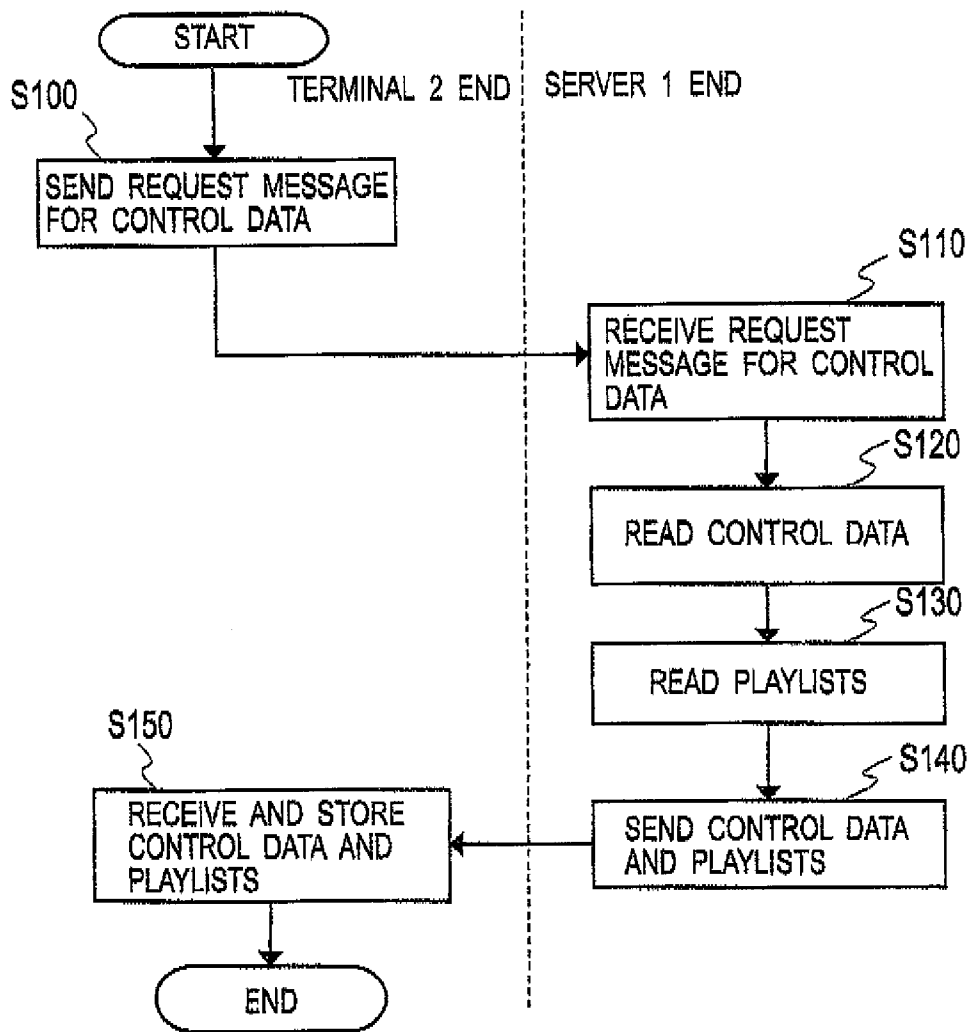 START
TERMINAL 2 END
SERVER 1 END
S100
SEND REQUEST MESSAGE
FOR CONTROL DATA
S110
RECEIVE REQUEST
MESSAGE FOR CONTROL
DATA
S120
READ CONTROL DATA
S130
READ PLAYLISTS
S140
SEND CONTROL DATA
AND PLAYLISTS
S150
RECEIVE AND STORE
CONTROL DATA AND
PLAYLISTS
END